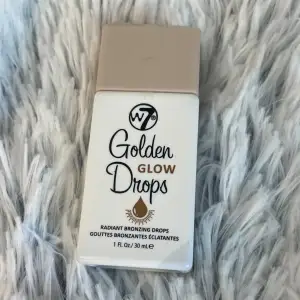 W7
Golden
GLOW
Drops
RADIANT BRONZING DROPS
GOUTTES BRONZANTES ÉCLATANTES
1 fl. Oz/ 30 mL e